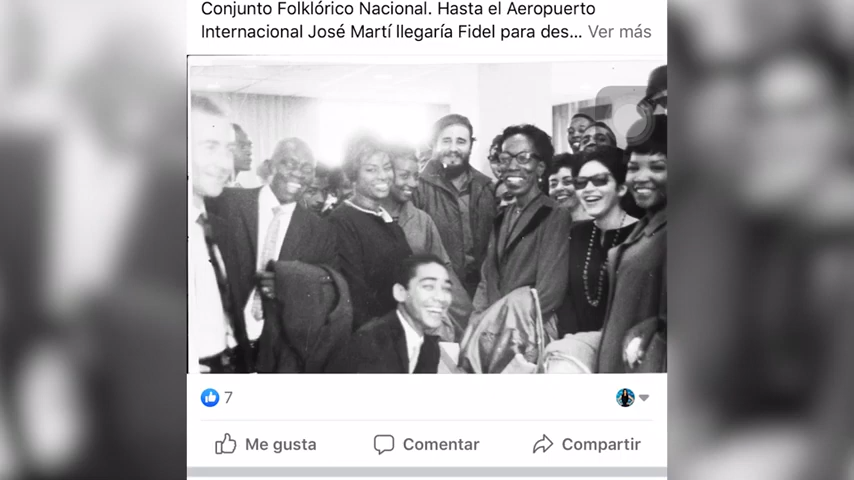 Conjunto Folklórico Nacional. Hasta el Aeropuerto
Internacional José Martí llegaría Fidel para des... Ver más
7
Me gusta Comentar Compartir